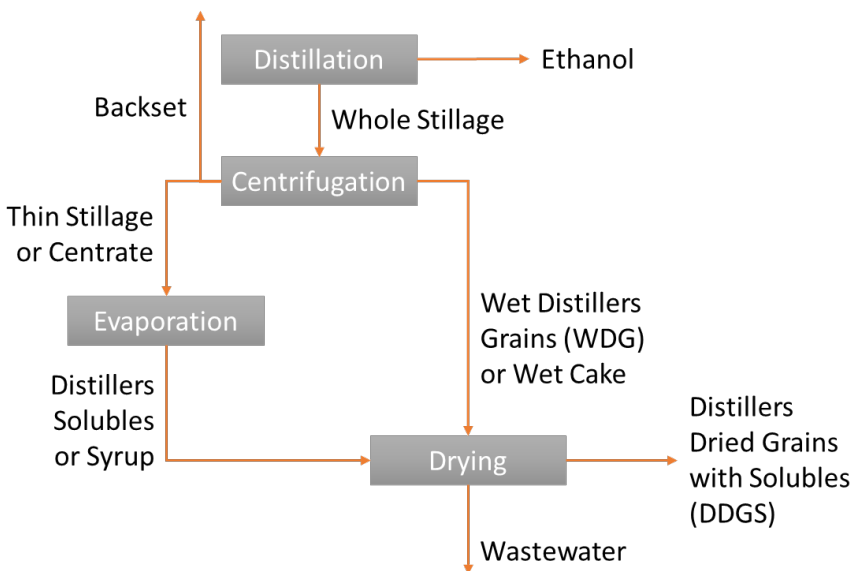 Distillation
Ethanol
Backset
Whole Stillage
Centrifugation
Thin Stillage
or Centrate
Evaporation
Wet Distillers
Grains (WDG)
or Wet Cake
Distillers
Solubles
or Syrup
Drying
Distillers
Dried Grains
with Solubles
(DDGS)
Wastewater